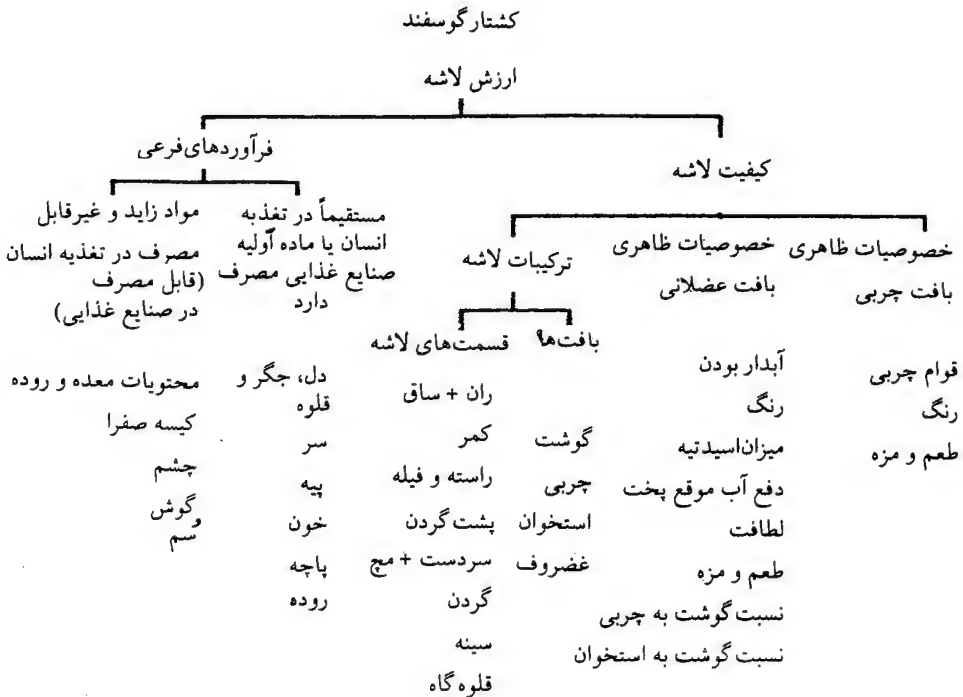 کشتار گوسفند
ارزش لاشه
کیفیت لاشه
فرآوردهای فرعی
خصوصیات ظاهری
بافت چربی
قوام چربی
رنگ
طعم و مزه
خصوصیات ظاهری
بافت عضلانی
آبدار بودن
رنگ
میزان اسیدتیه
دفع آب موقع پخت
لطافت
طعم و مزه
نسبت گوشت به چربی
نسبت گوشت به استخوان
ترکیبات لاشه
بافت‌ها
گوشت
چربی
استخوان
غضروف
قسمت‌های لاشه
ران + ساق
کمر
راسته و فیله
پشت گردن
سردست + مچ
گردن
سینه
قلوه گاه
مستقیماً در تغذبه
انسان یا ماده آولیه
صنایع غذایی مصرف
دارد
دل، جگر و
قلوه
سر
پیه
خون
پاچه
روده
مواد زاید و غیرقابل
مصرف در تغذیه انسان
(قابل مصرف
در صنایع غذایی)
محتویات معده و روده
کیسه صفرا
چشم
گوش
سُم